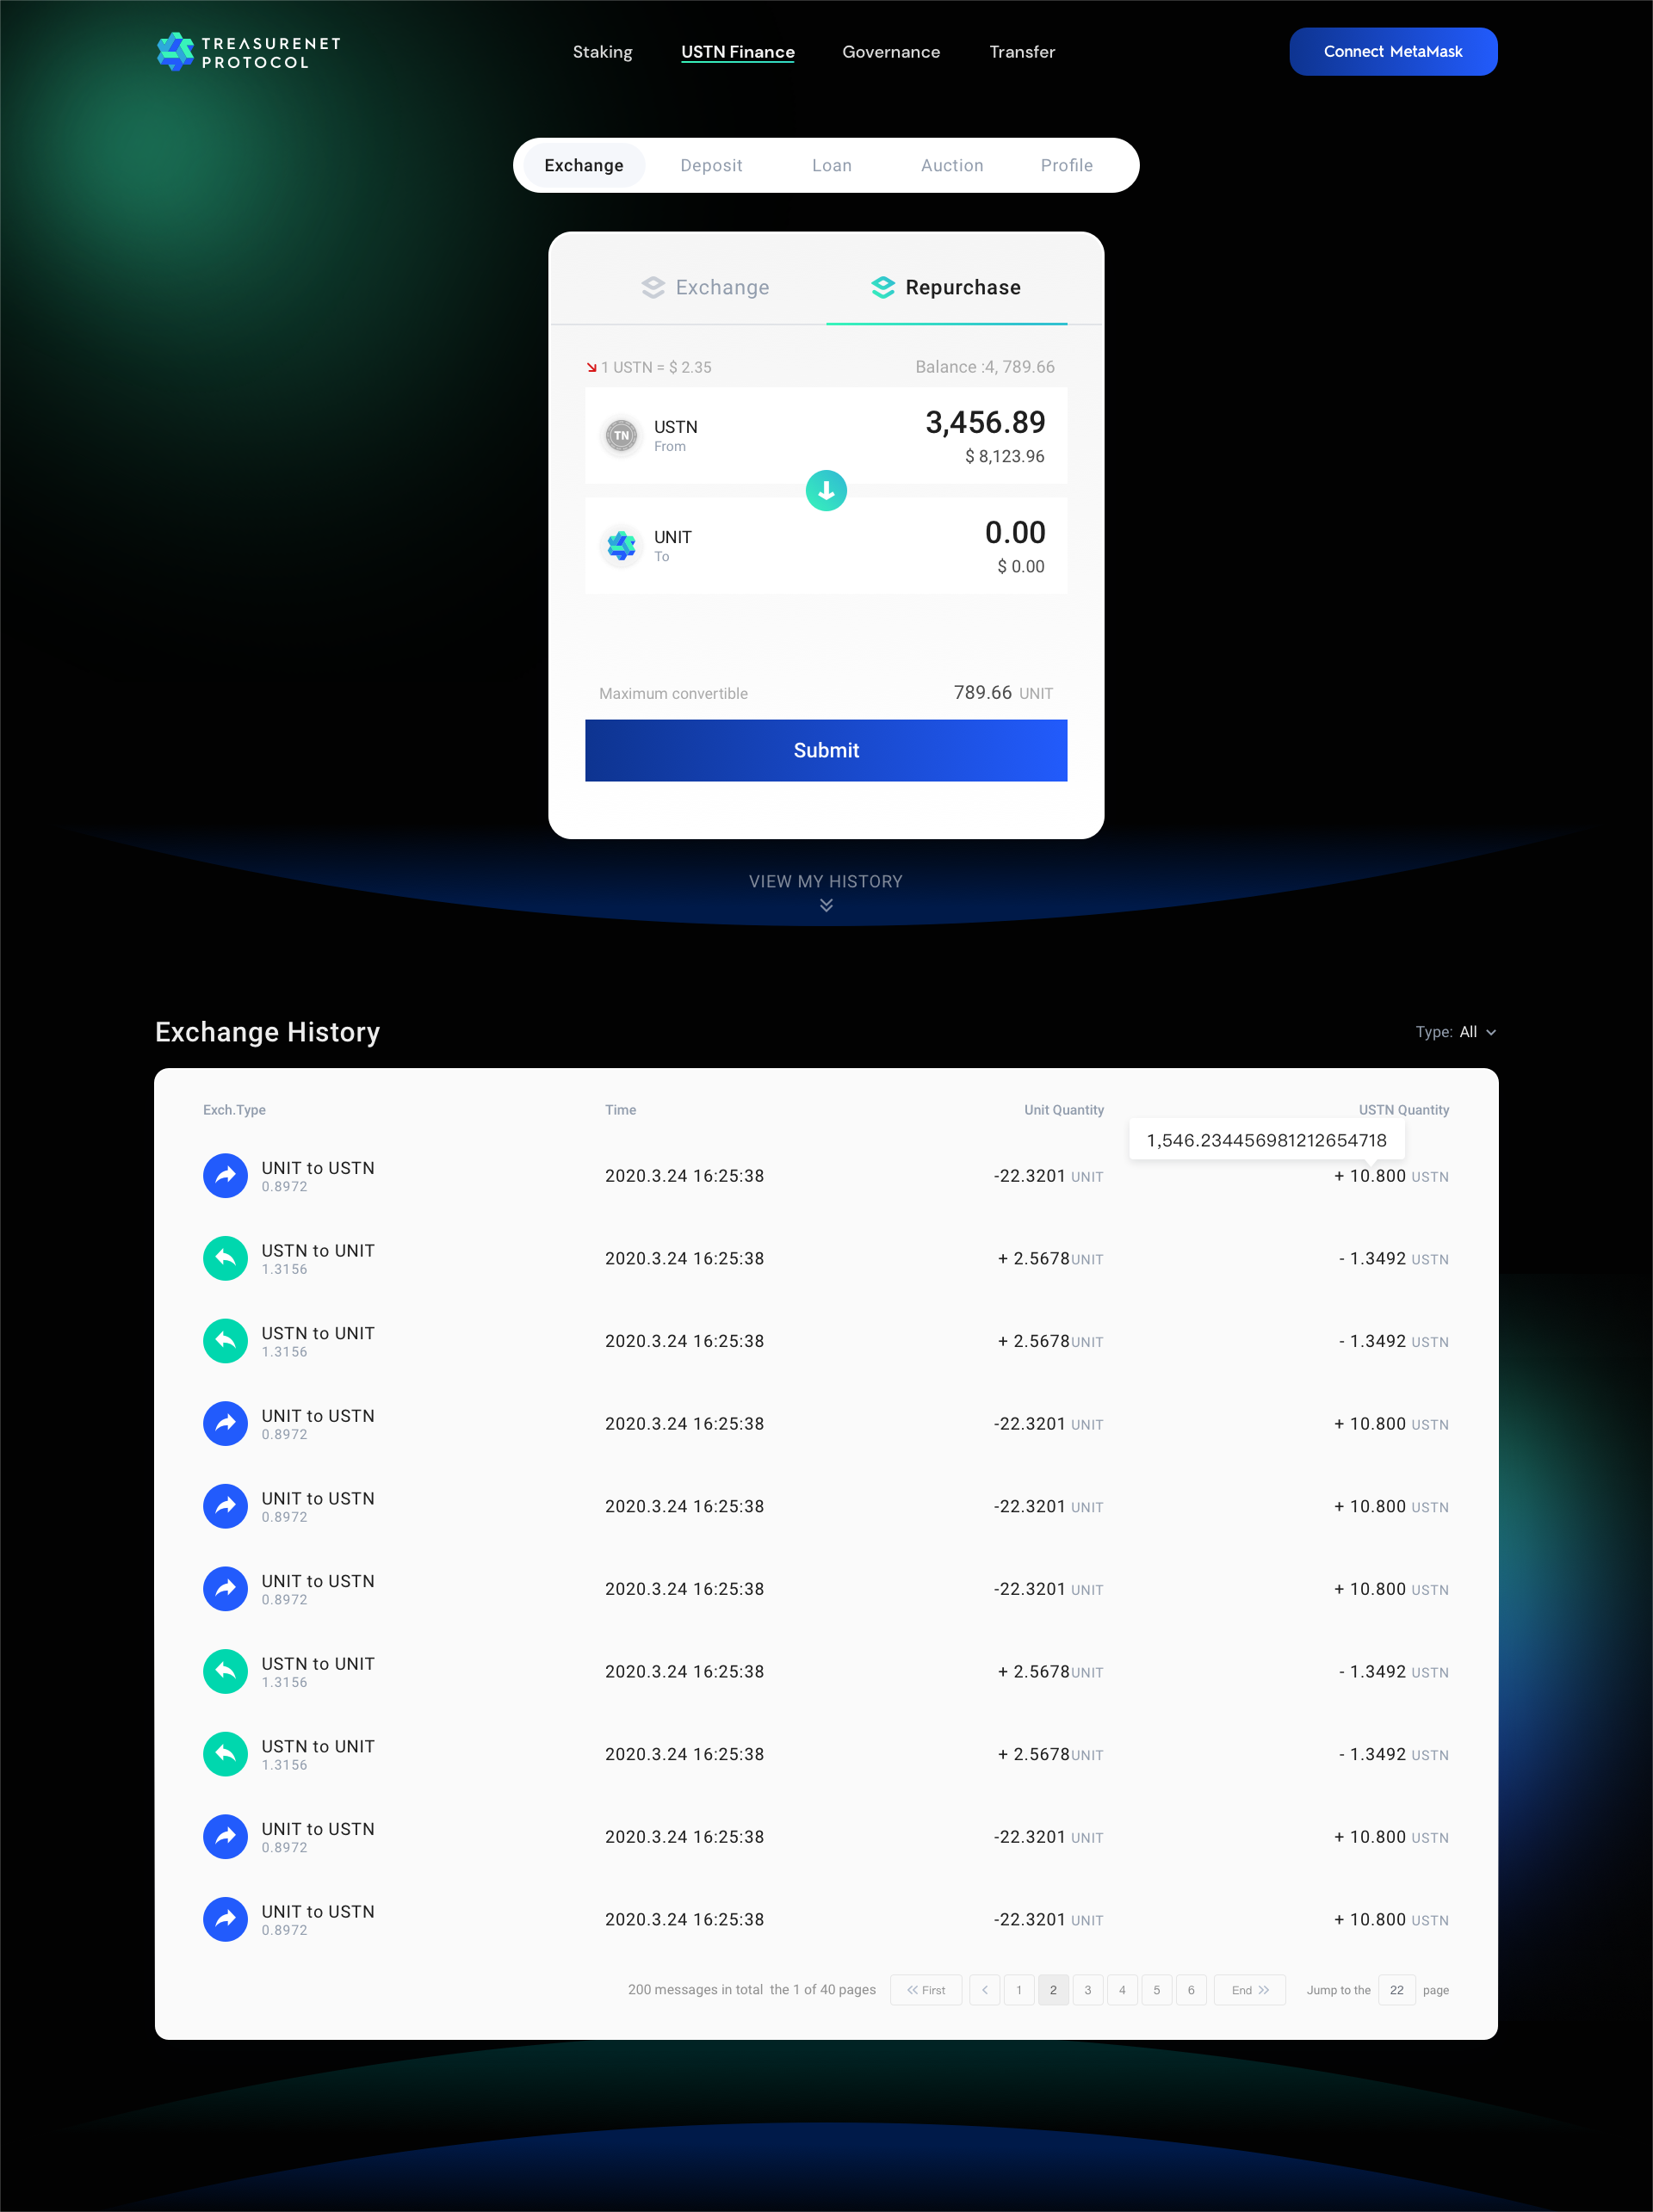 TREASURENET
PROTOCOL
Staking USTN Finance Governance Transfer
Connect MetaMask
Exchange Deposit Loan Auction Profile
Exchange Repurchase
1 USTN = $ 2.35 Balance :4, 789.66
TN
USTN
From
3,456.89
$ 8,123.96
UNIT
To
0.00
$ 0.00
Maximum convertible 789.66 UNIT
Submit
VIEW MY HISTORY
Exchange History Type: All
Exch.Type Time Unit Quantity USTN Quantity
1,546.234456981212654718
UNIT to USTN
0.8972
2020.3.24 16:25:38 -22.3201 UNIT + 10.800 USTN
USTN to UNIT
1.3156
2020.3.24 16:25:38 + 2.5678UNIT - 1.3492 USTN
USTN to UNIT
1.3156
2020.3.24 16:25:38 + 2.5678UNIT - 1.3492 USTN
UNIT to USTN
0.8972
2020.3.24 16:25:38 -22.3201 UNIT + 10.800 USTN
UNIT to USTN
0.8972
2020.3.24 16:25:38 -22.3201 UNIT + 10.800 USTN
UNIT to USTN
0.8972
2020.3.24 16:25:38 -22.3201 UNIT + 10.800 USTN
USTN to UNIT
1.3156
2020.3.24 16:25:38 + 2.5678UNIT - 1.3492 USTN
USTN to UNIT
1.3156
2020.3.24 16:25:38 + 2.5678UNIT - 1.3492 USTN
UNIT to USTN
0.8972
2020.3.24 16:25:38 -22.3201 UNIT + 10.800 USTN
UNIT to USTN
0.8972
2020.3.24 16:25:38 -22.3201 UNIT + 10.800 USTN
200 messages in total the 1 of 40 pages First 1 2 3 4 5 6 End Jump to the 22 page